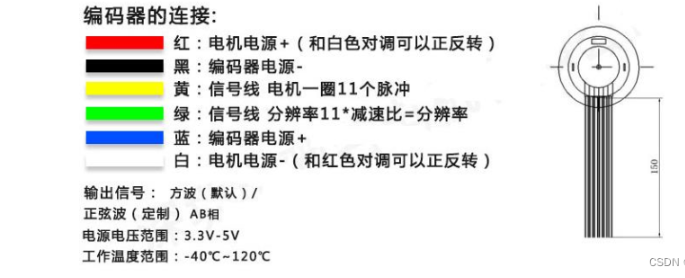 编码器的连接:
红：电机电源+（和白色对调可以正反转）
黑：编码器电源-
黄：信号线 电机一圈11个脉冲
绿：信号线 分辨率11*减速比=分辨率
蓝：编码器电源+
白：电机电源-（和红色对调可以正反转）
输出信号： 方波（默认）/
正弦波（定制） AB相
电源电压范围：3.3V-5V
工作温度范围：-40℃~120℃
150
CSDN